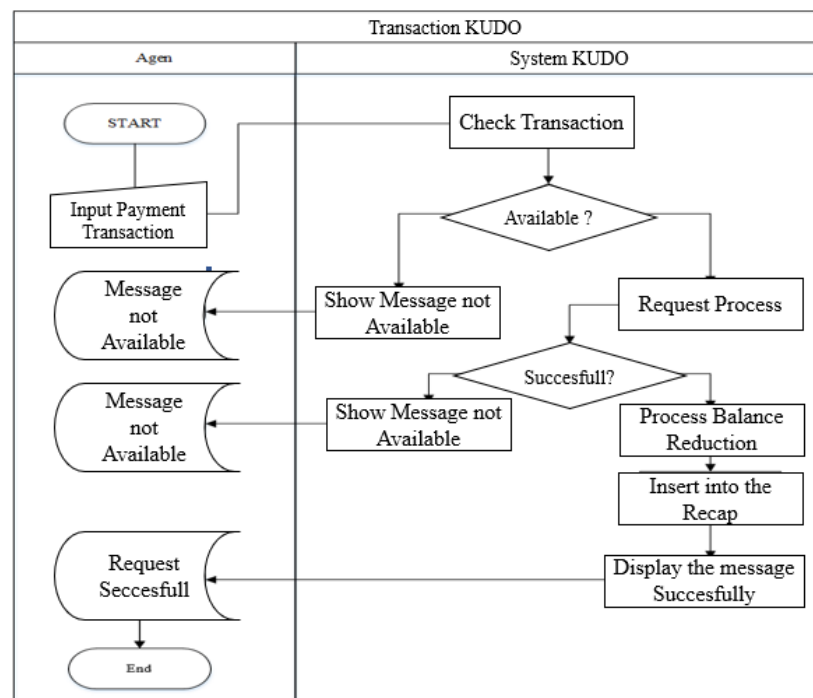 Transaction KUDO
Agen
System KUDO
START
Check Transaction
Input Payment
Transaction
Available ?
Message
not
Available
Show Message not
Available
Request Process
Succesfull?
Message
not
Available
Show Message not
Available
Process Balance
Reduction
Insert into the
Recap
Request
Seccesfull
Display the message
Succesfully
End